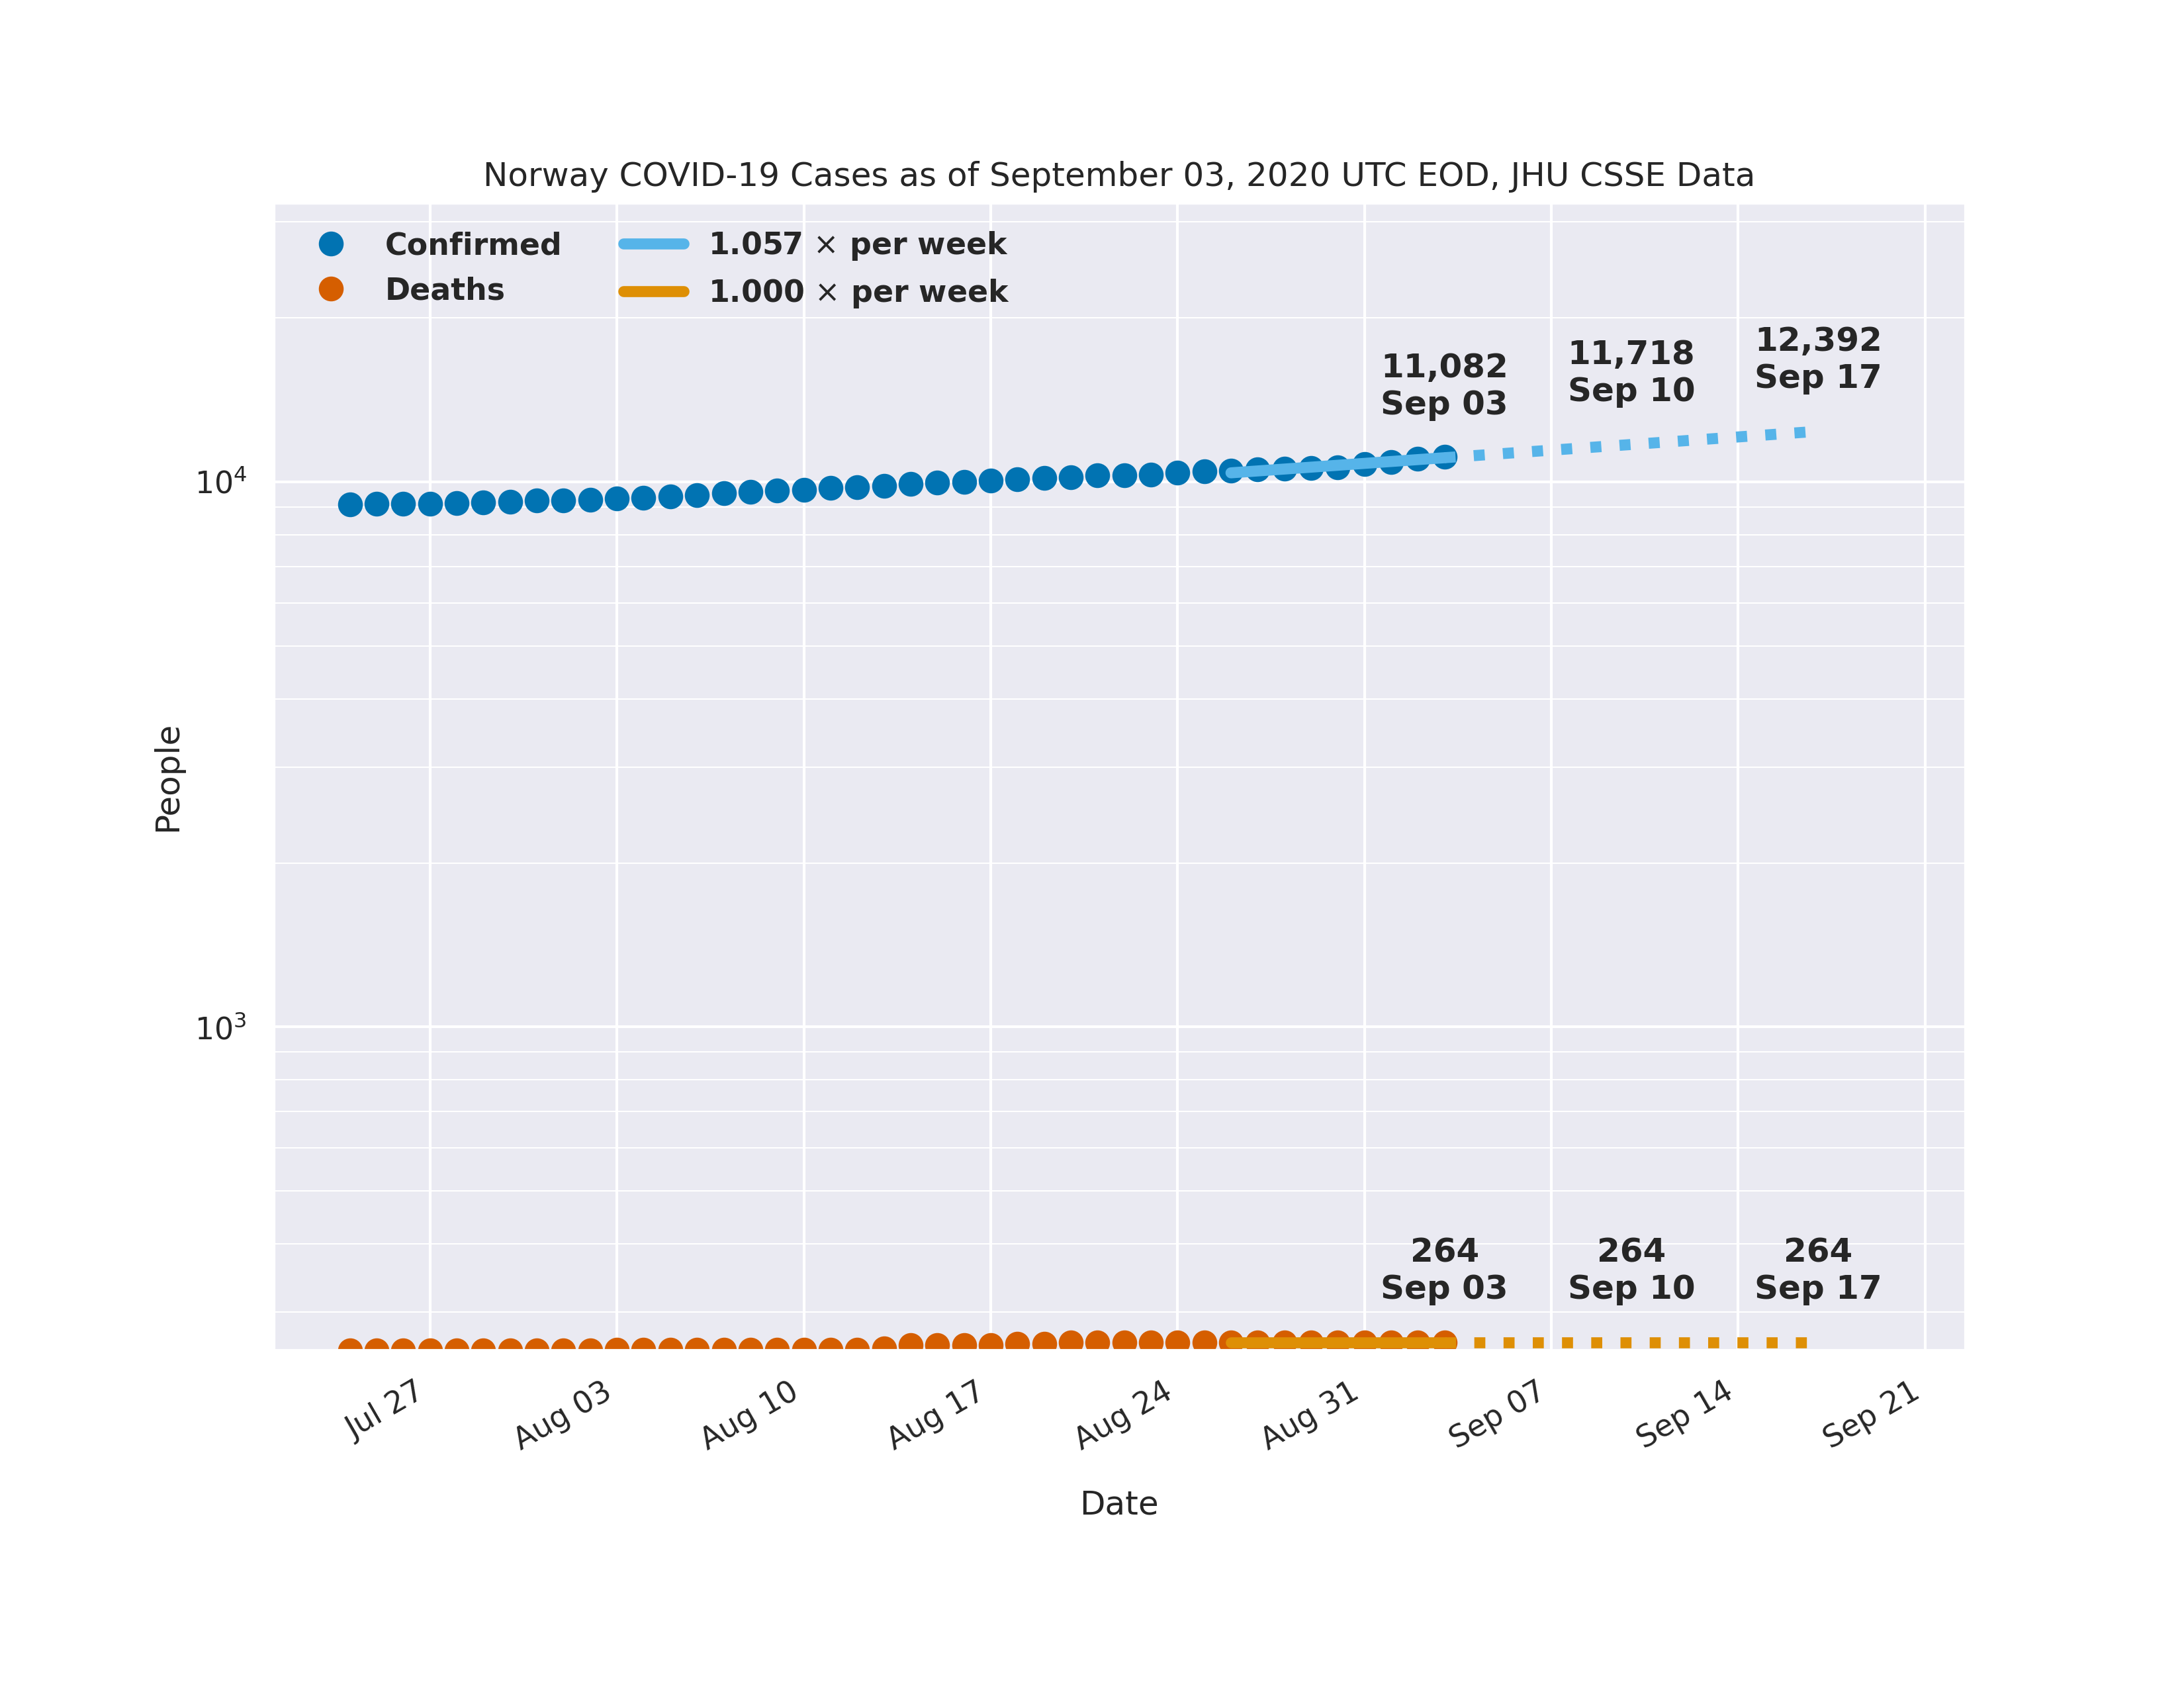 Norway COVID-19 Cases as of September 03, 2020 UTC EOD, JHU CSSE Data
Confirmed
Deaths
1.057 × per week
1.000 × per week
11,082
Sep 03
11,718
Sep 10
12,392
Sep 17
10⁴
People
10³
264
Sep 03
264
Sep 10
264
Sep 17
Jul 27
Aug 03
Aug 10
Aug 17
Aug 24
Aug 31
Sep 07
Sep 14
Sep 21
Date